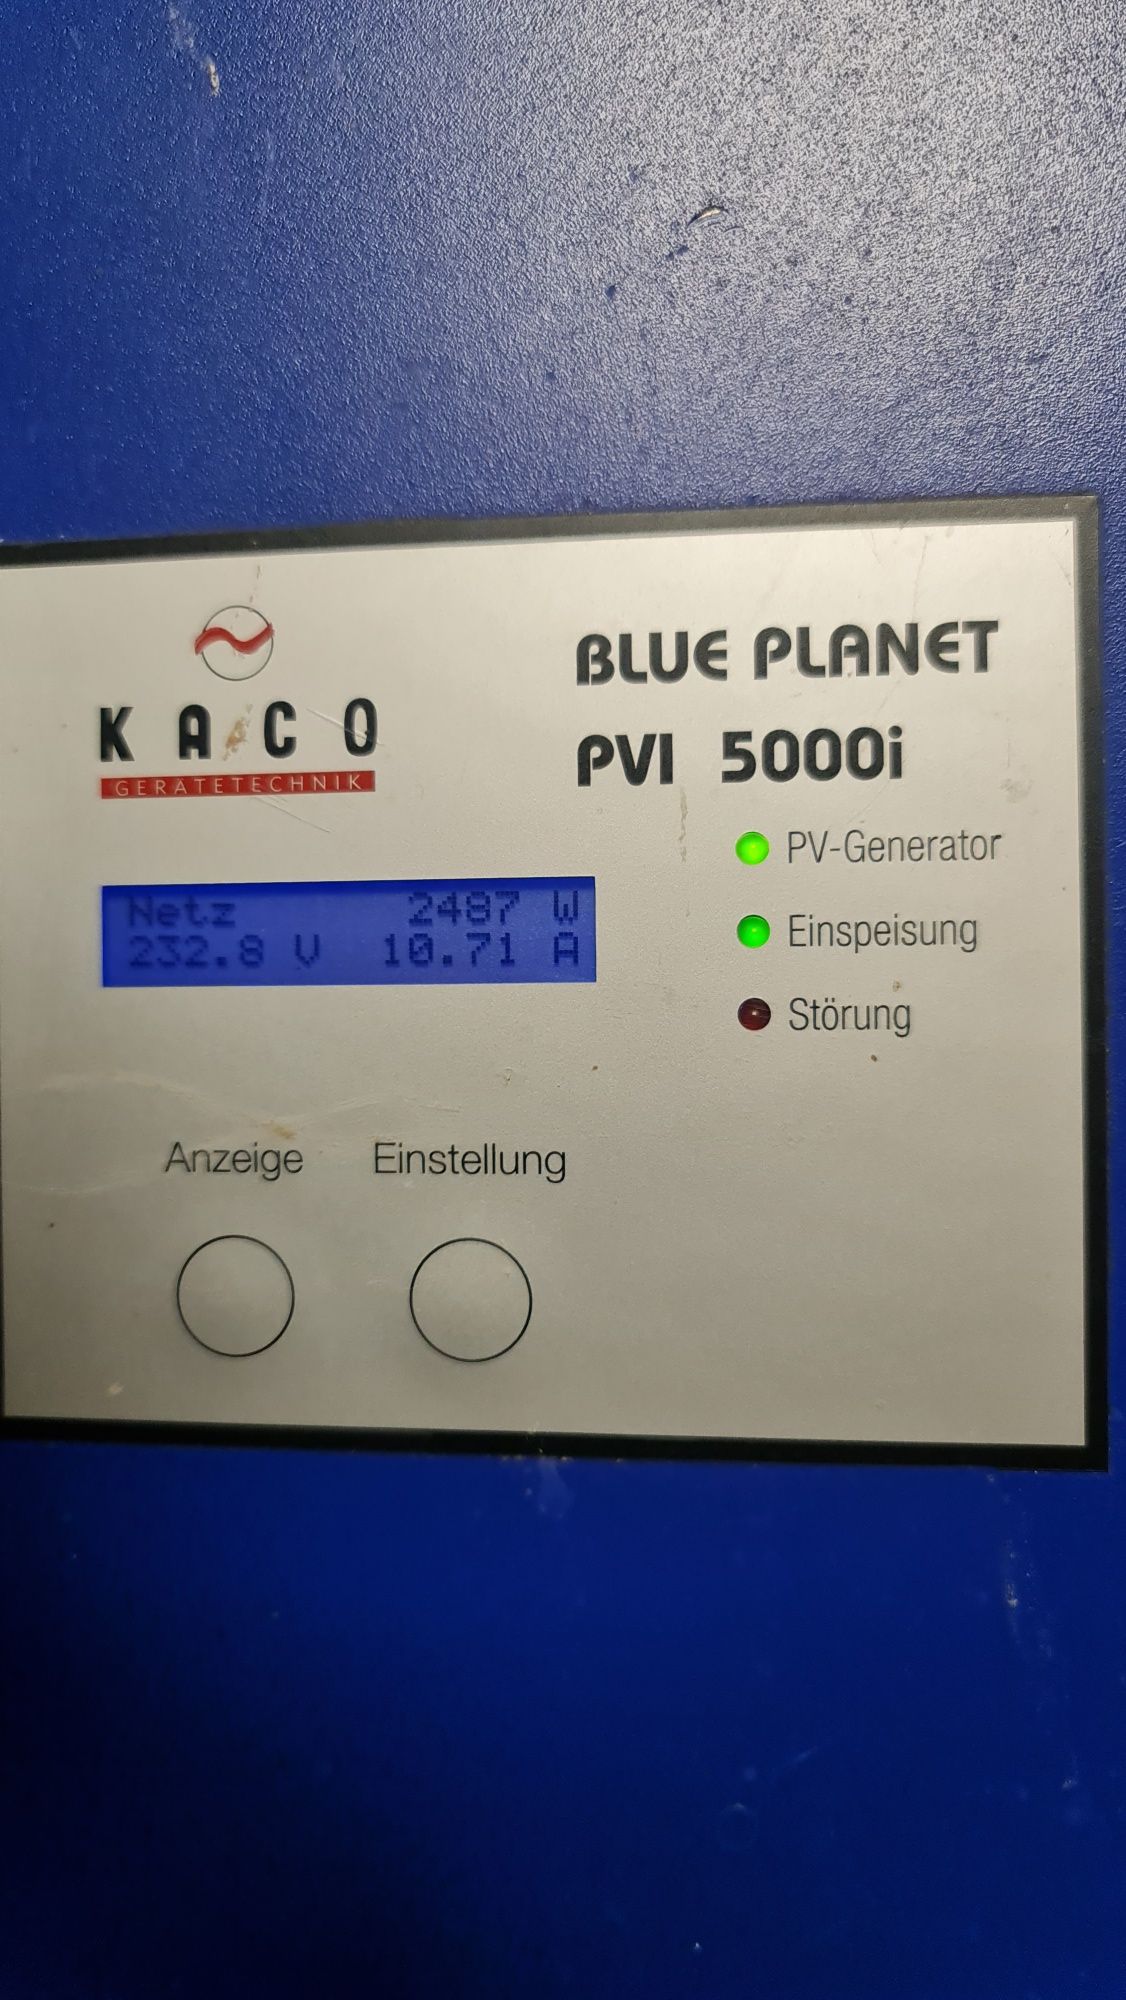 BLUE PLANET
KACO
GERÄTETECHNIK
PVI 5000i
PV-Generator
Netz 2487 W
232.8 V 10.71 A
Einspeisung
Störung
Anzeige Einstellung